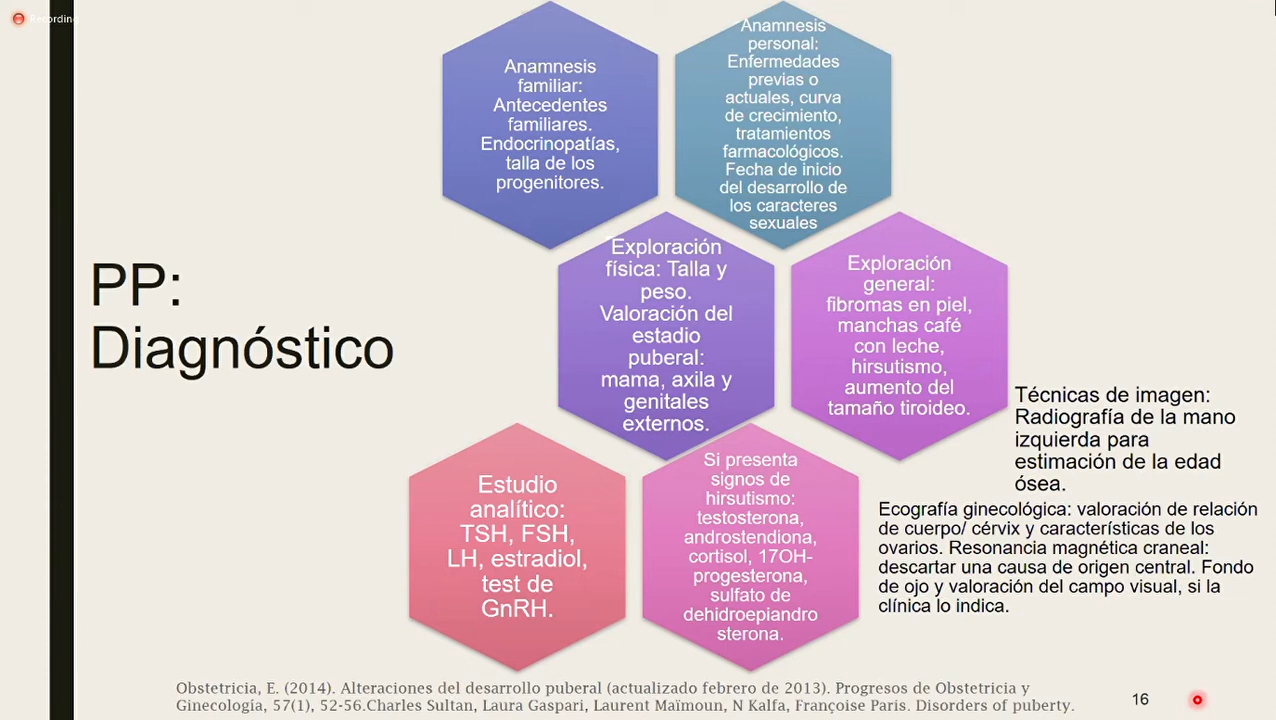 Recording
PP:
Diagnóstico
Anamnesis
familiar:
Antecedentes
familiares.
Endocrinopatías,
talla de los
progenitores.
Anamnesis
personal:
Enfermedades
previas o
actuales, curva
de crecimiento,
tratamientos
farmacológicos.
Fecha de inicio
del desarrollo de
los caracteres
sexuales
Exploración
física: Talla y
peso.
Valoración del
estadio
puberal:
mama, axila y
genitales
externos.
Exploración
general:
fibromas en piel,
manchas café
con leche,
hirsutismo,
aumento del
tamaño tiroideo.
Estudio
analítico:
TSH, FSH,
LH, estradiol,
test de
GnRH.
Si presenta
signos de
hirsutismo:
testosterona,
androstendiona,
cortisol, 17OH-
progesterona,
sulfato de
dehidroepiandro
sterona.
Técnicas de imagen:
Radiografía de la mano
izquierda para
estimación de la edad
ósea.
Ecografía ginecológica: valoración de relación
de cuerpo/ cérvix y características de los
ovarios. Resonancia magnética craneal:
descartar una causa de origen central. Fondo
de ojo y valoración del campo visual, si la
clínica lo indica.
Obstetricia, E. (2014). Alteraciones del desarrollo puberal (actualizado febrero de 2013). Progresos de Obstetricia y
Ginecología, 57(1), 52-56.Charles Sultan, Laura Gaspari, Laurent Maïmoun, N Kalfa, Françoise Paris. Disorders of puberty.
16